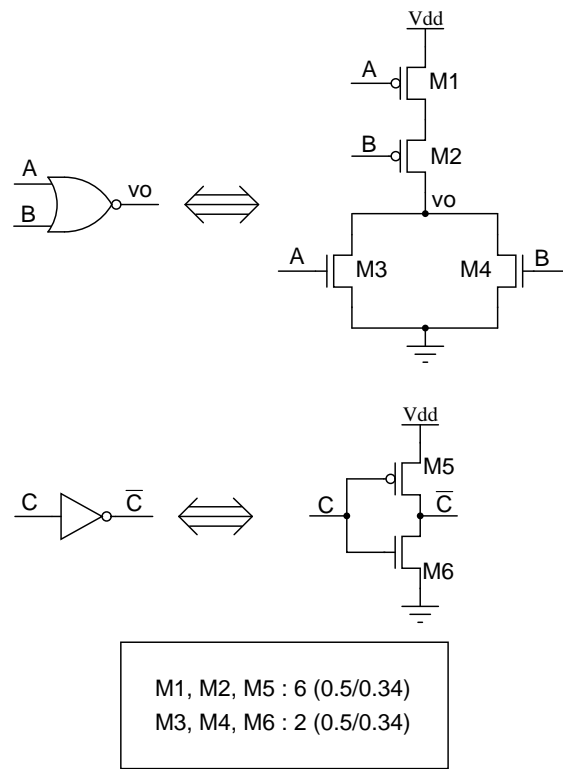 Vdd
A
M1
B
M2
A
vo
vo
B
A
M3
M4
B
Vdd
M5
C
C̅
C
C̅
M6
M1, M2, M5 : 6 (0.5/0.34)
M3, M4, M6 : 2 (0.5/0.34)